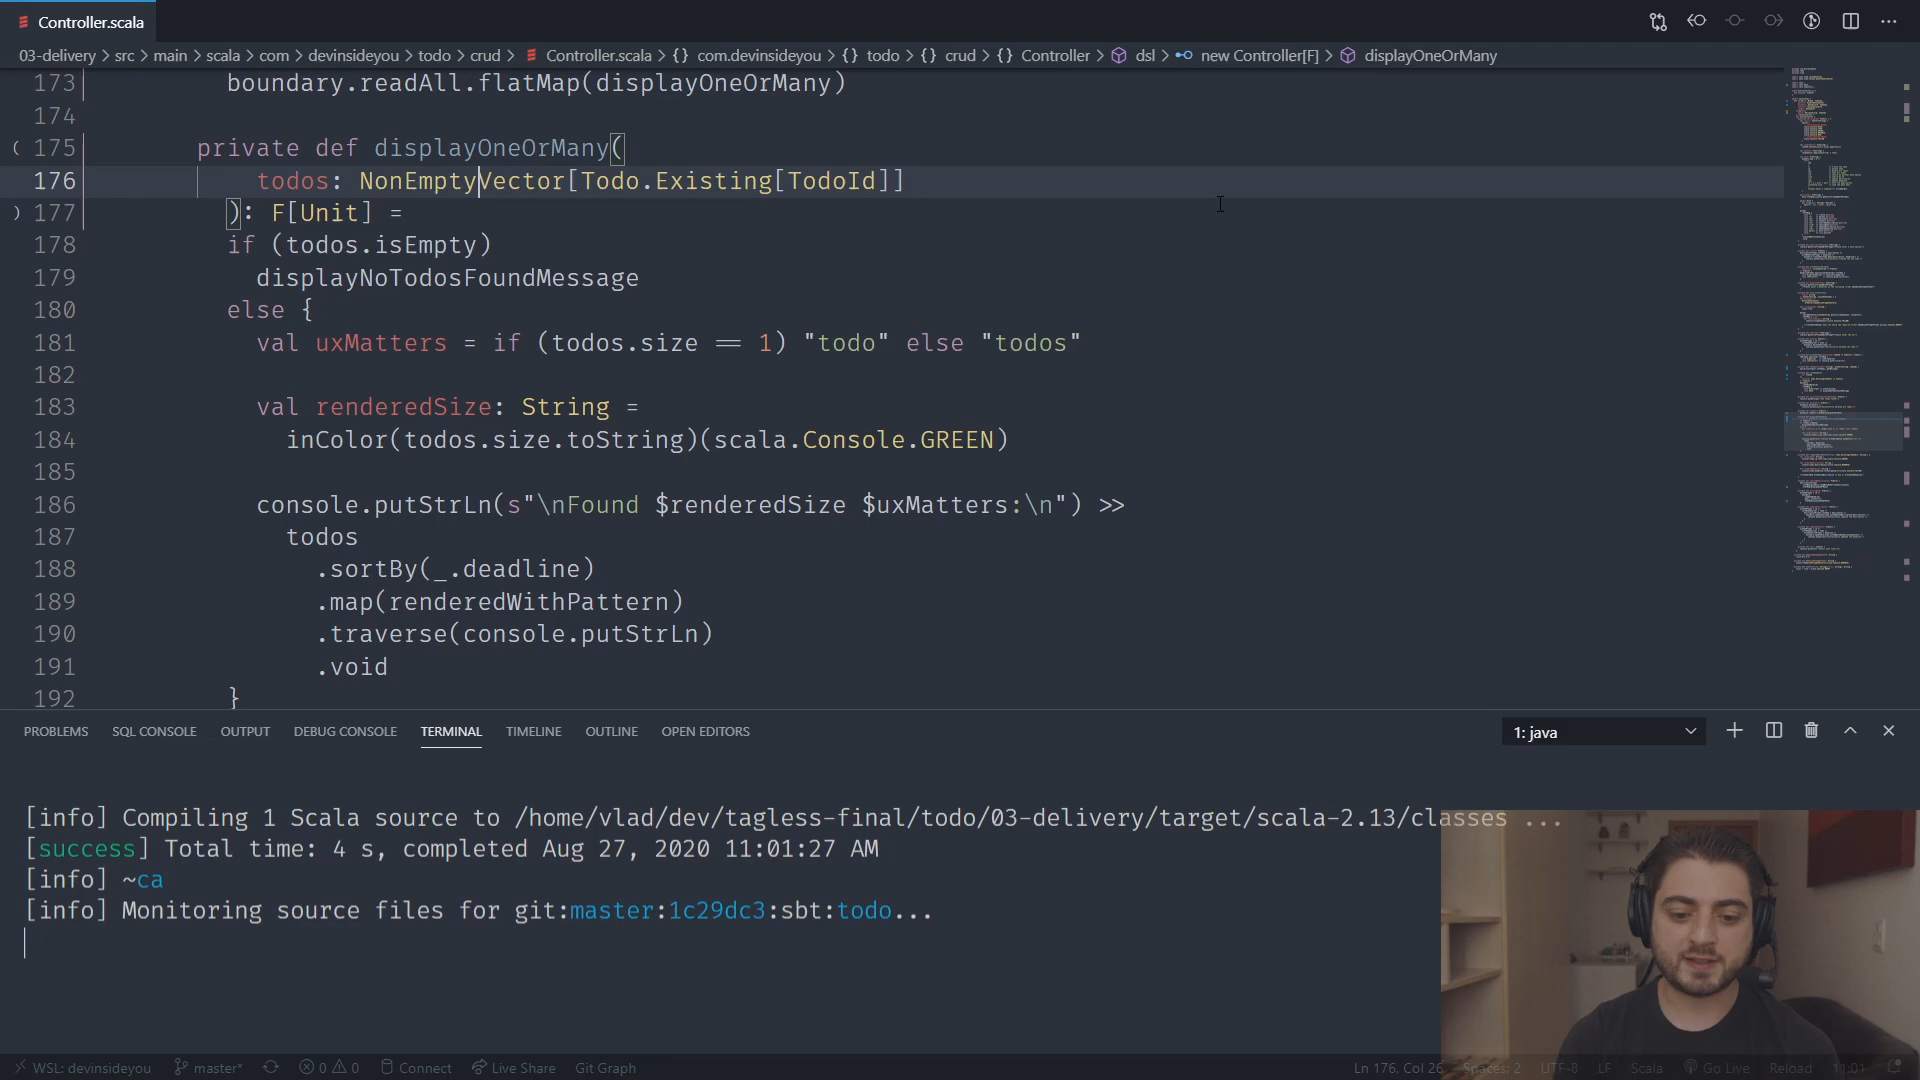 Controller.scala
03-delivery > src > main > scala > com > devinsideyou > todo > crud > Controller.scala > {} com.devinsideyou > {} todo > {} crud > {} Controller > dsl > new Controller[F] > displayOneOrMany
173 boundary.readAll.flatMap(displayOneOrMany)
174
175 private def displayOneOrMany(
176 todos: NonEmptyVector[Todo.Existing[TodoId]]
177 ): F[Unit] =
178 if (todos.isEmpty)
179 displayNoTodosFoundMessage
180 else {
181 val uxMatters = if (todos.size == 1) "todo" else "todos"
182
183 val renderedSize: String =
184 inColor(todos.size.toString)(scala.Console.GREEN)
185
186 console.putStrLn(s"\nFound $renderedSize $uxMatters:\n") >>
187 todos
188 .sortBy(_.deadline)
189 .map(renderedWithPattern)
190 .traverse(console.putStrLn)
191 .void
192 }
PROBLEMS SQL CONSOLE OUTPUT DEBUG CONSOLE TERMINAL TIMELINE OUTLINE OPEN EDITORS 1: java
[info] Compiling 1 Scala source to /home/vlad/dev/tagless-final/todo/03-delivery/target/scala-2.13/classes ...
[success] Total time: 4 s, completed Aug 27, 2020 11:01:27 AM
[info] ~ca
[info] Monitoring source files for git:master:1c29dc3:sbt:todo...
WSL: devinsideyou master* 0 0 Connect Live Share Git Graph Ln 176, Col 26 Spaces: 2 UTF-8 LF Scala Go Live Reload 11:01